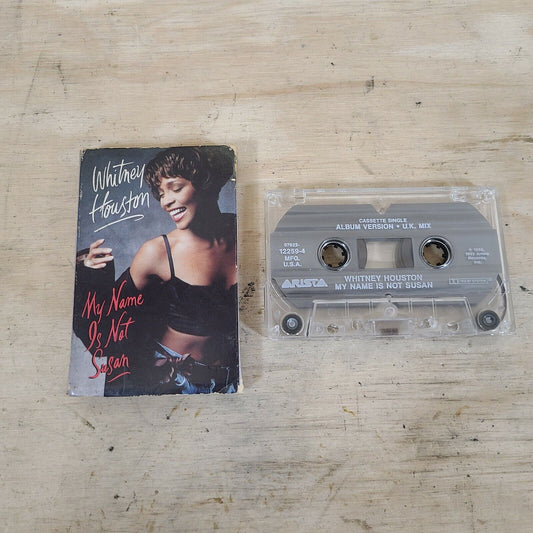 Whitney
Houston
My Name
Is Not
Susan
CASSETTE SINGLE
ALBUM VERSION • U.K. MIX
07822-
12259-4
MFG.
U.S.A.
WHITNEY HOUSTON
MY NAME IS NOT SUSAN
ARISTA